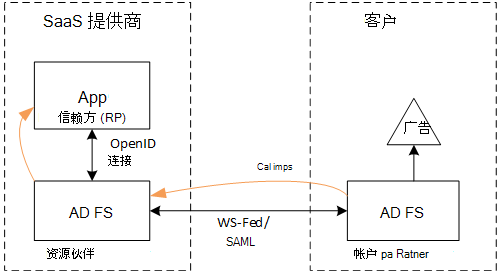 SaaS 提供商
客户
App
信赖方 (RP)
OpenID
连接
广告
Cal imps
AD FS
AD FS
WS-Fed/
SAML
资源伙伴
帐户 pa Ratner